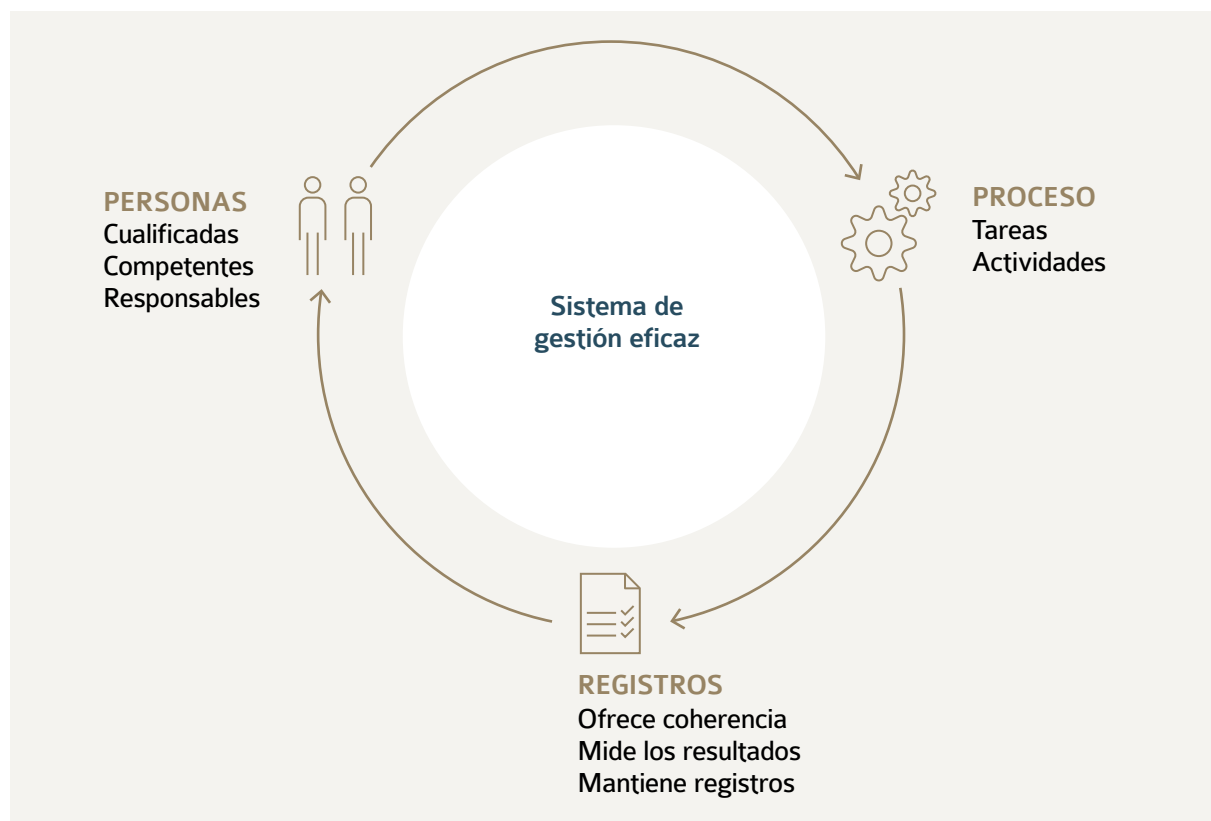 PERSONAS
Cualificadas
Competentes
Responsables
PROCESO
Tareas
Actividades
Sistema de
gestión eficaz
REGISTROS
Ofrece coherencia
Mide los resultados
Mantiene registros